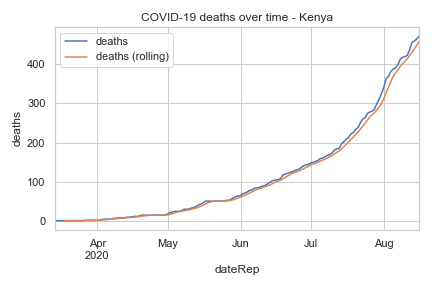 COVID-19 deaths over time - Kenya
deaths
deaths (rolling)
deaths
400
300
200
100
0
Apr
2020
May
Jun
Jul
Aug
dateRep